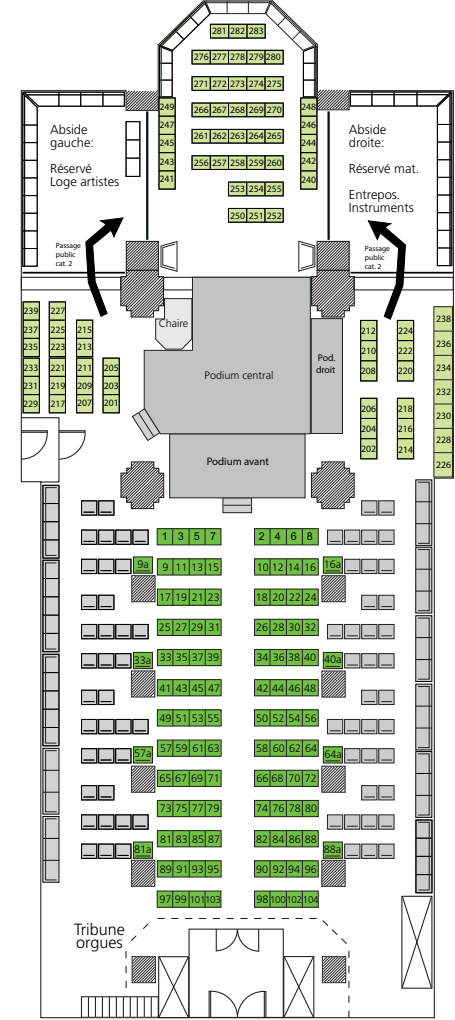 281 282 283
276 277 278 279 280
271 272 273 274 275
249 266 267 268 269 270 248
247 246
245 261 262 263 264 265 244
243 256 257 258 259 260 242
241 240
253 254 255
250 251 252
Abside
gauche:
Réservé
Loge artistes
Passage
public
cat. 2
Abside
droite:
Réservé mat.
Entrepos.
Instruments
Passage
public
cat. 2
239 227
237 225 215
235 223 213
233 221 211 205
231 219 209 203
229 217 207 201
Chaire
Podium central
Pod.
droit
Podium avant
212 224
210 222
208 220
206 218
204 216
202 214
238
236
234
232
230
228
226
1 3 5 7 2 4 6 8
9a 9 11 13 15 10 12 14 16 16a
17 19 21 23 18 20 22 24
25 27 29 31 26 28 30 32
33a 33 35 37 39 34 36 38 40 40a
41 43 45 47 42 44 46 48
49 51 53 55 50 52 54 56
57a 57 59 61 63 58 60 62 64 64a
65 67 69 71 66 68 70 72
73 75 77 79 74 76 78 80
81 83 85 87 82 84 86 88
81a 88a
89 91 93 95 90 92 94 96
97 99 101 103 98 100 102 104
Tribune
orgues